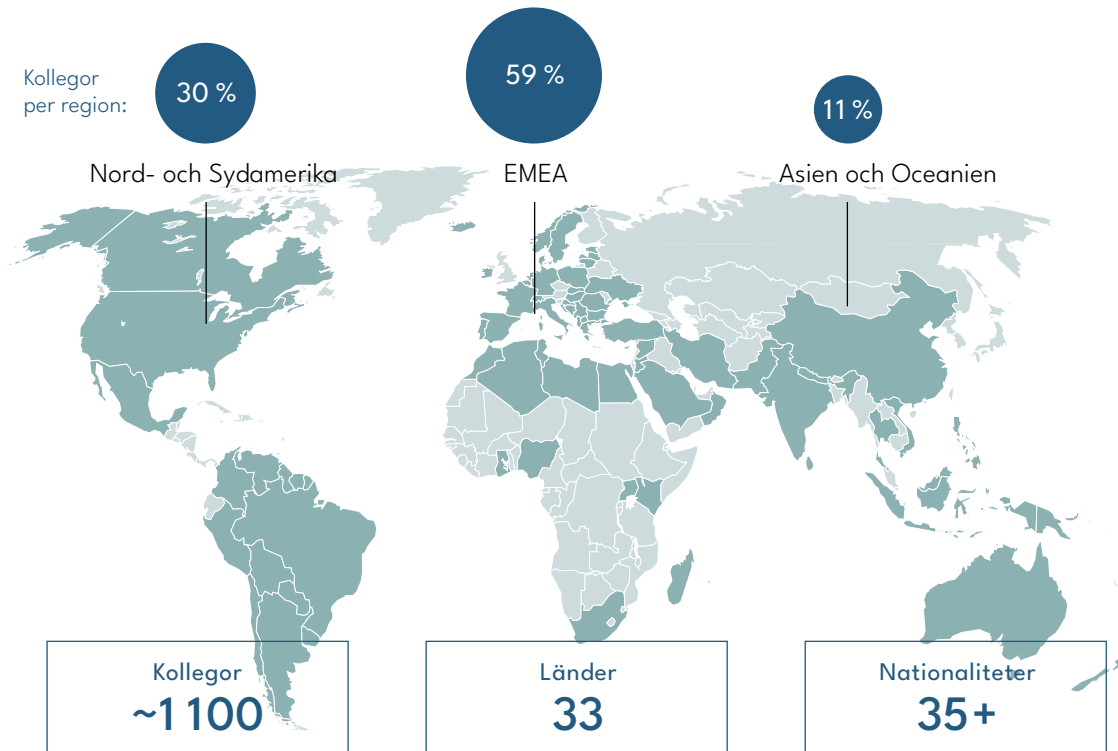 Kollegor
per region:
30 %
59 %
11 %
Nord- och Sydamerika
EMEA
Asien och Oceanien
Kollegor
~1 100
Länder
33
Nationaliteter
35+